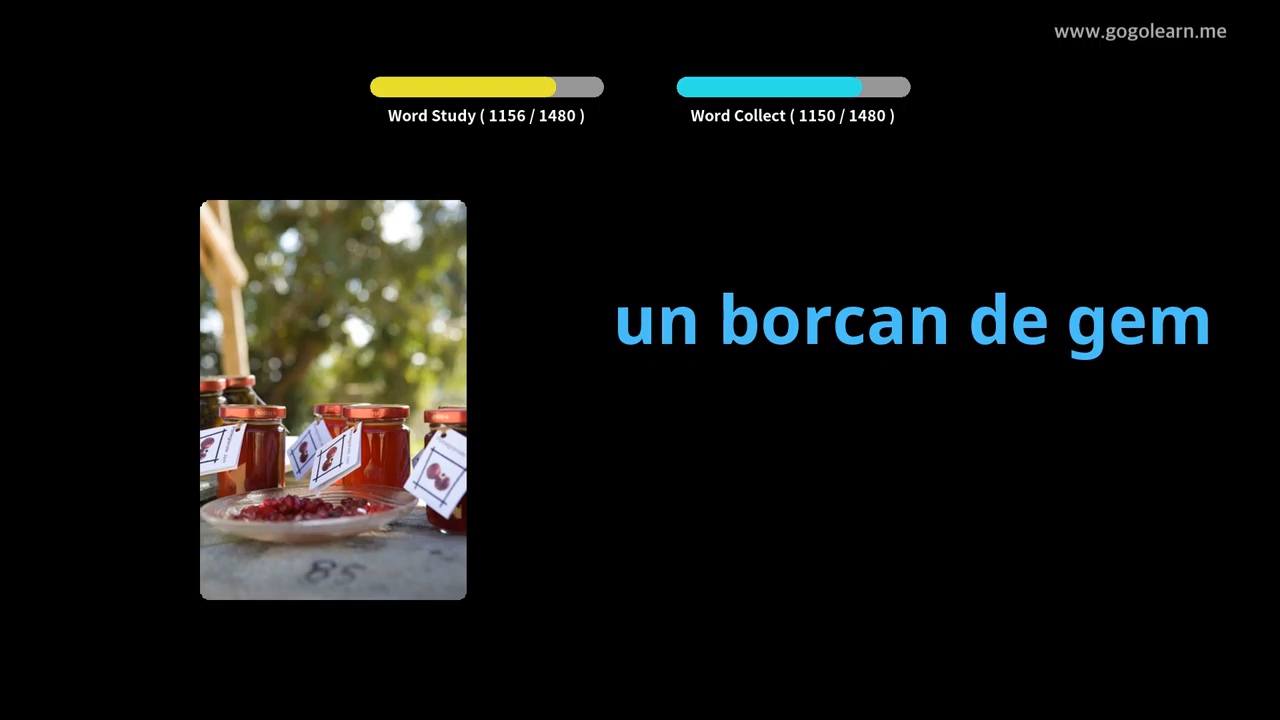 www.gogolearn.me
Word Study ( 1156 / 1480 )
Word Collect ( 1150 / 1480 )
un borcan de gem
85